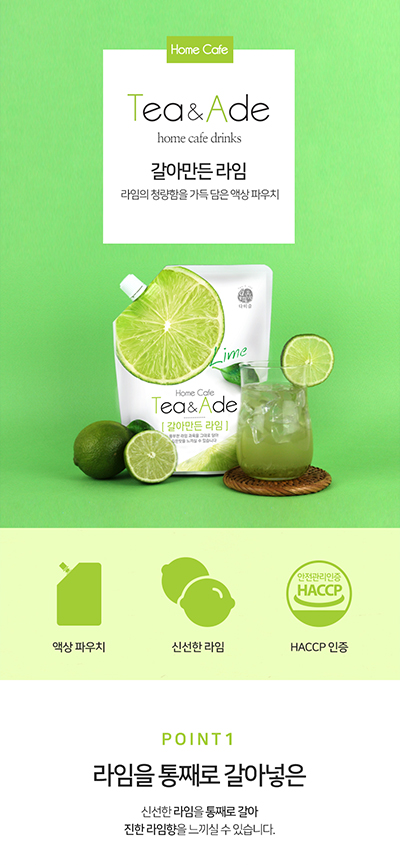 Home Cafe
Tea&Ade
home cafe drinks
갈아만든 라임
라임의 청량함을 가득 담은 액상 파우치
다미즐
Lime
Home Cafe
Tea&Ade
[ 갈아만든 라임 ]
안전관리인증
HACCP
액상 파우치
신선한 라임
HACCP 인증
POINT1
라임을 통째로 갈아넣은
신선한 라임을 통째로 갈아
진한 라임향을 느끼실 수 있습니다.